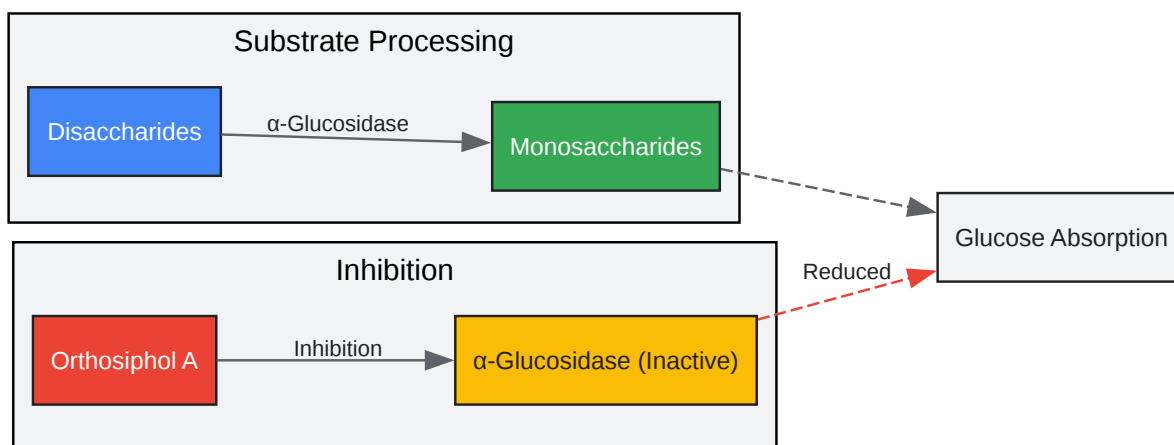 Substrate Processing
Disaccharides
α-Glucosidase
Monosaccharides
Glucose Absorption
Inhibition
Reduced
Orthosiphol A
Inhibition
α-Glucosidase (Inactive)